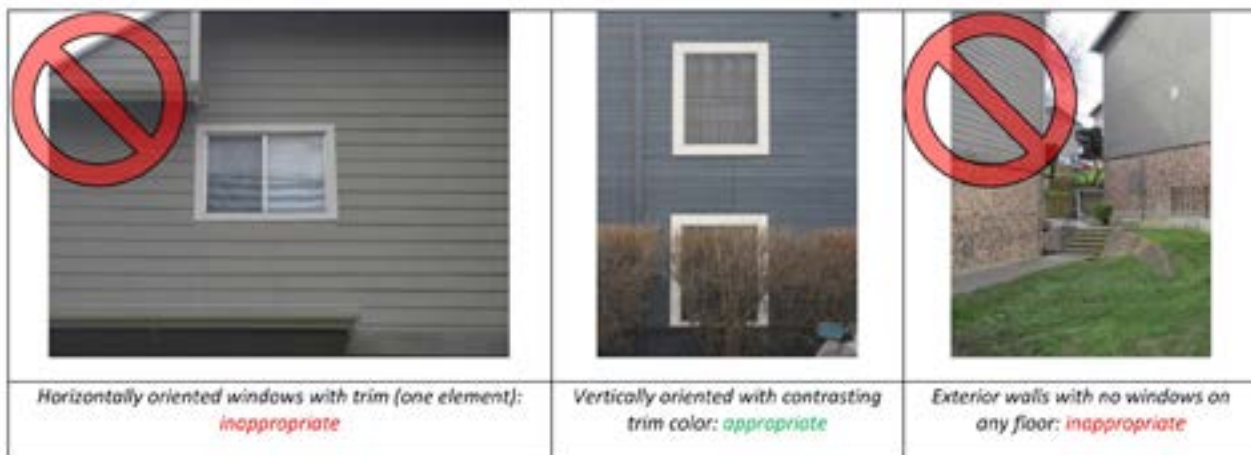 Horizontally oriented windows with trim (one element):
inappropriate
Vertically oriented with contrasting
trim color: appropriate
Exterior walls with no windows on
any floor: inappropriate